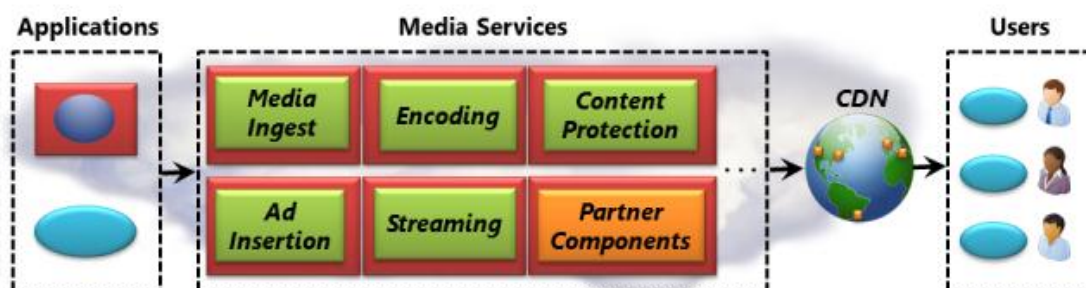 Applications
Media Services
Users
Media
Ingest
Encoding
Content
Protection
CDN
Ad
Insertion
Streaming
Partner
Components
...